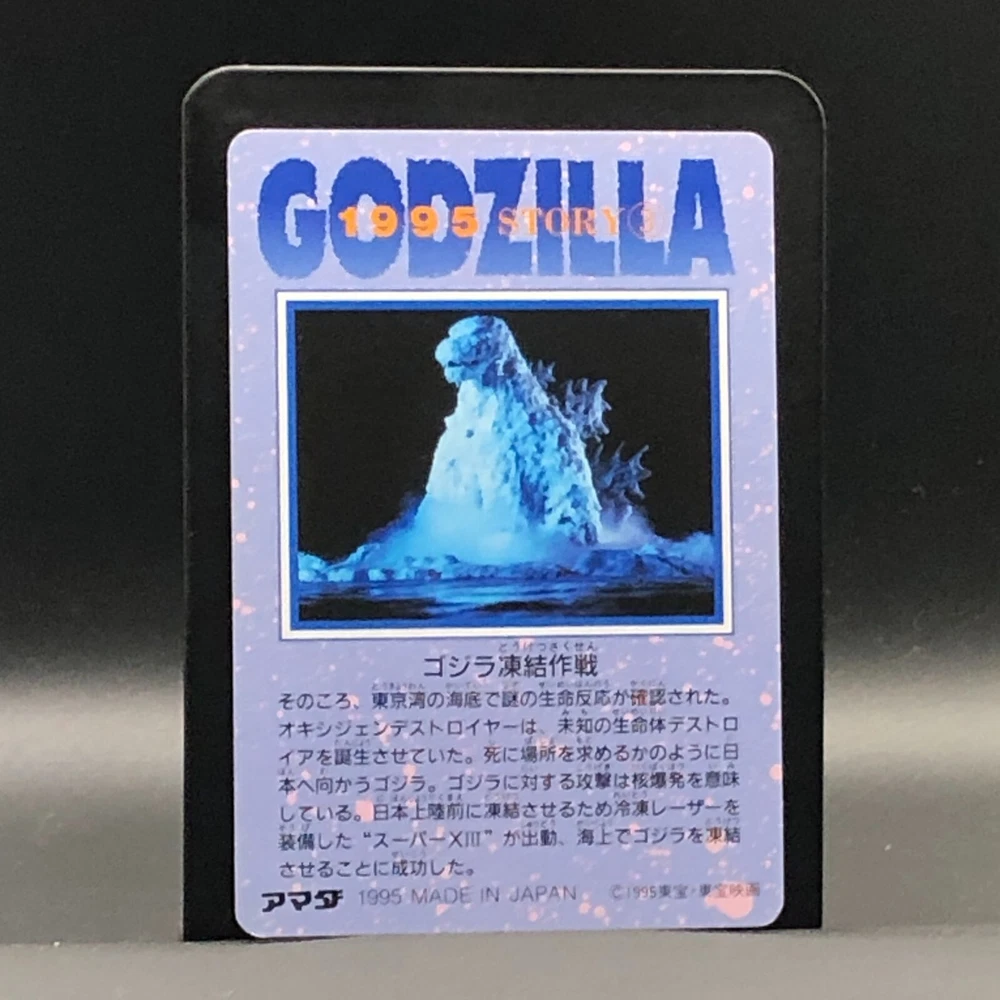 GODZILLA
1995 STORY③
とうけつさくせん
ゴジラ凍結作戦
そのころ、東京湾の海底で謎の生命反応が確認された。
オキシジェンデストロイヤーは、未知の生命体デストロ
イアを誕生させていた。死に場所を求めるかのように日
本へ向かうゴジラ。ゴジラに対する攻撃は核爆発を意味
している。日本上陸前に凍結させるため冷凍レーザーを
装備した“スーパーXIII”が出動、海上でゴジラを凍結
させることに成功した。
アマダ 1995 MADE IN JAPAN ©1995東宝・東宝映画